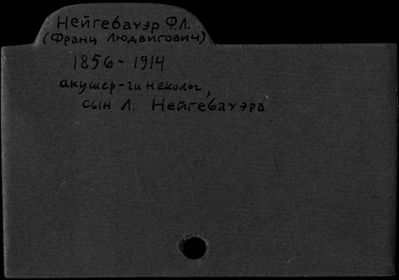 Нейгебауэр Ф.Л.
(Франц Людвигович)
1856-1914
акушер-гинеколог,
сын Л. Нейгебауэра